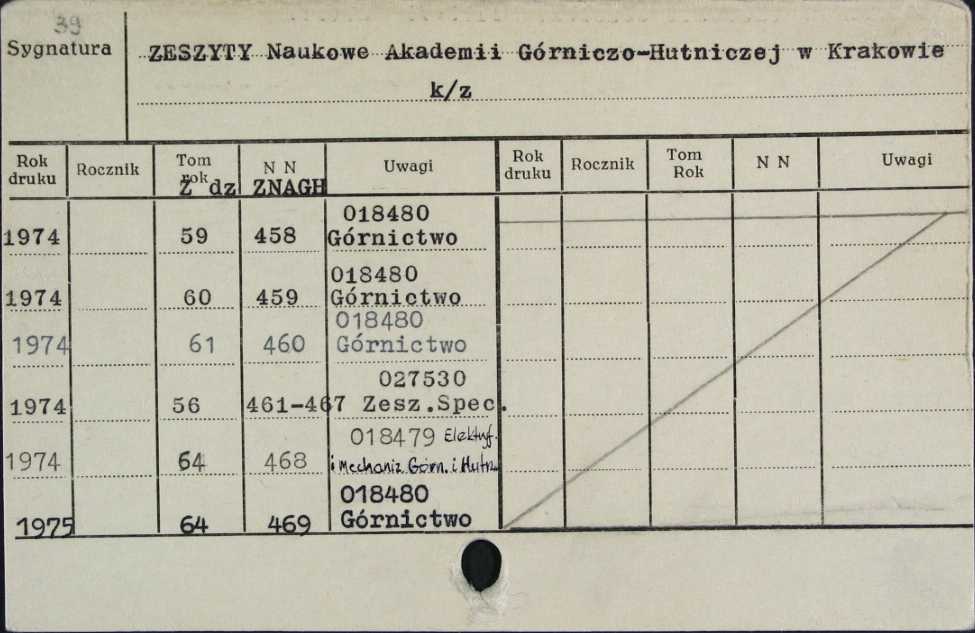 39
Sygnatura
ZESZYTY Naukowe Akademii Górniczo-Hutniczej w Krakowie
k/z
Rok druku Rocznik Tom rok N N Uwagi Rok druku Rocznik Tom Rok N N Uwagi
Z dz ZNAGH
018480
1974 59 458 Górnictwo
018480
1974 60 459 Górnictwo
018480
1974 61 460 Górnictwo
027530
1974 56 461-467 Zesz.Spec.
018479 Elektryf.
1974 64 468 i Mechaniz. Górn. i Hutn.
018480
1975 64 469 Górnictwo